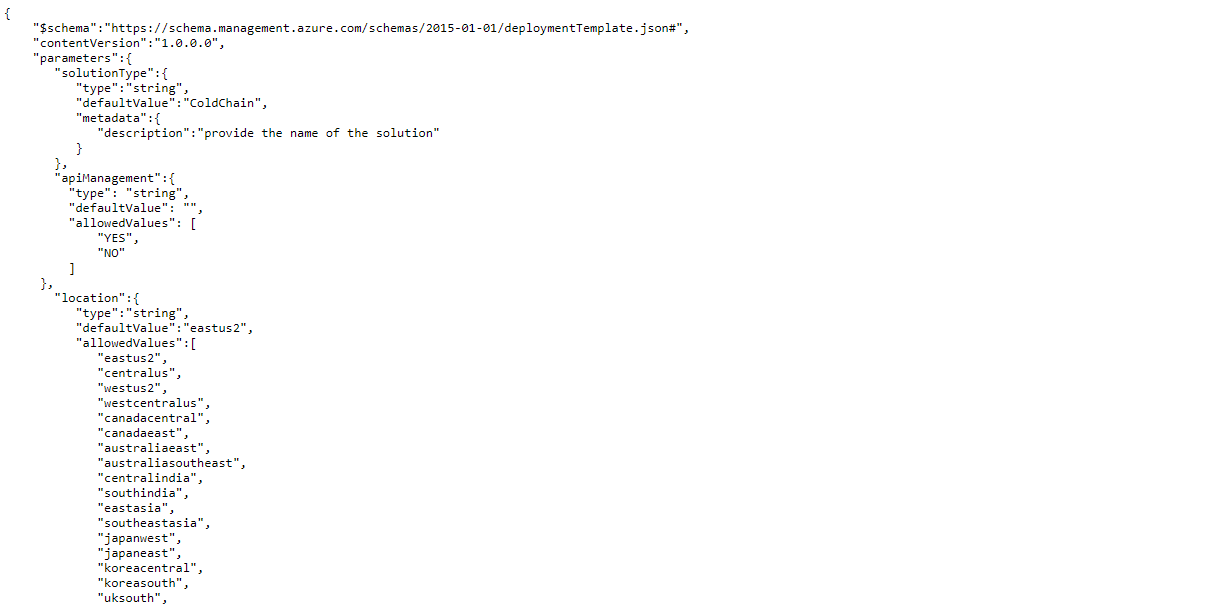 {
    "$schema":"https://schema.management.azure.com/schemas/2015-01-01/deploymentTemplate.json#",
    "contentVersion":"1.0.0.0",
    "parameters":{
       "solutionType":{
          "type":"string",
          "defaultValue":"ColdChain",
          "metadata":{
             "description":"provide the name of the solution"
          }
       },
       "apiManagement":{
         "type": "string",
         "defaultValue": "",
         "allowedValues": [
             "YES",
             "NO"
         ]
     },
       "location":{
          "type":"string",
          "defaultValue":"eastus2",
          "allowedValues":[
             "eastus2",
             "centralus",
             "westus2",
             "westcentralus",
             "canadacentral",
             "canadaeast",
             "australiaeast",
             "australiasoutheast",
             "centralindia",
             "southindia",
             "eastasia",
             "southeastasia",
             "japanwest",
             "japaneast",
             "koreacentral",
             "koreasouth",
             "uksouth",